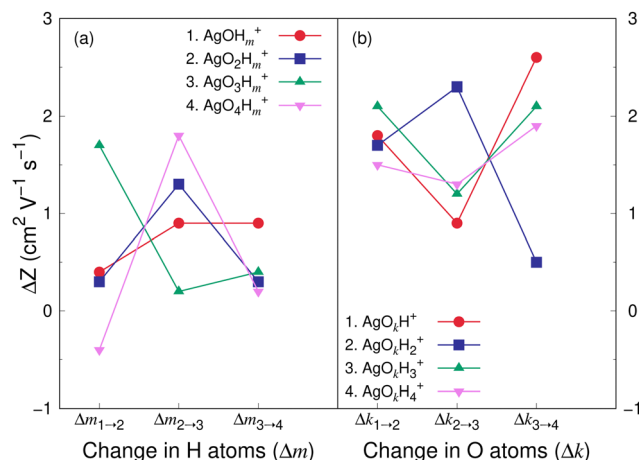 (a)
1. AgOHₘ⁺
2. AgO₂Hₘ⁺
3. AgO₃Hₘ⁺
4. AgO₄Hₘ⁺
(b)
1. AgOₖH⁺
2. AgOₖH₂⁺
3. AgOₖH₃⁺
4. AgOₖH₄⁺
ΔZ (cm² V⁻¹ s⁻¹)
3
2
1
0
−1
3
2
1
0
−1
Δm₁→₂ Δm₂→₃ Δm₃→₄
Δk₁→₂ Δk₂→₃ Δk₃→₄
Change in H atoms (Δm)
Change in O atoms (Δk)